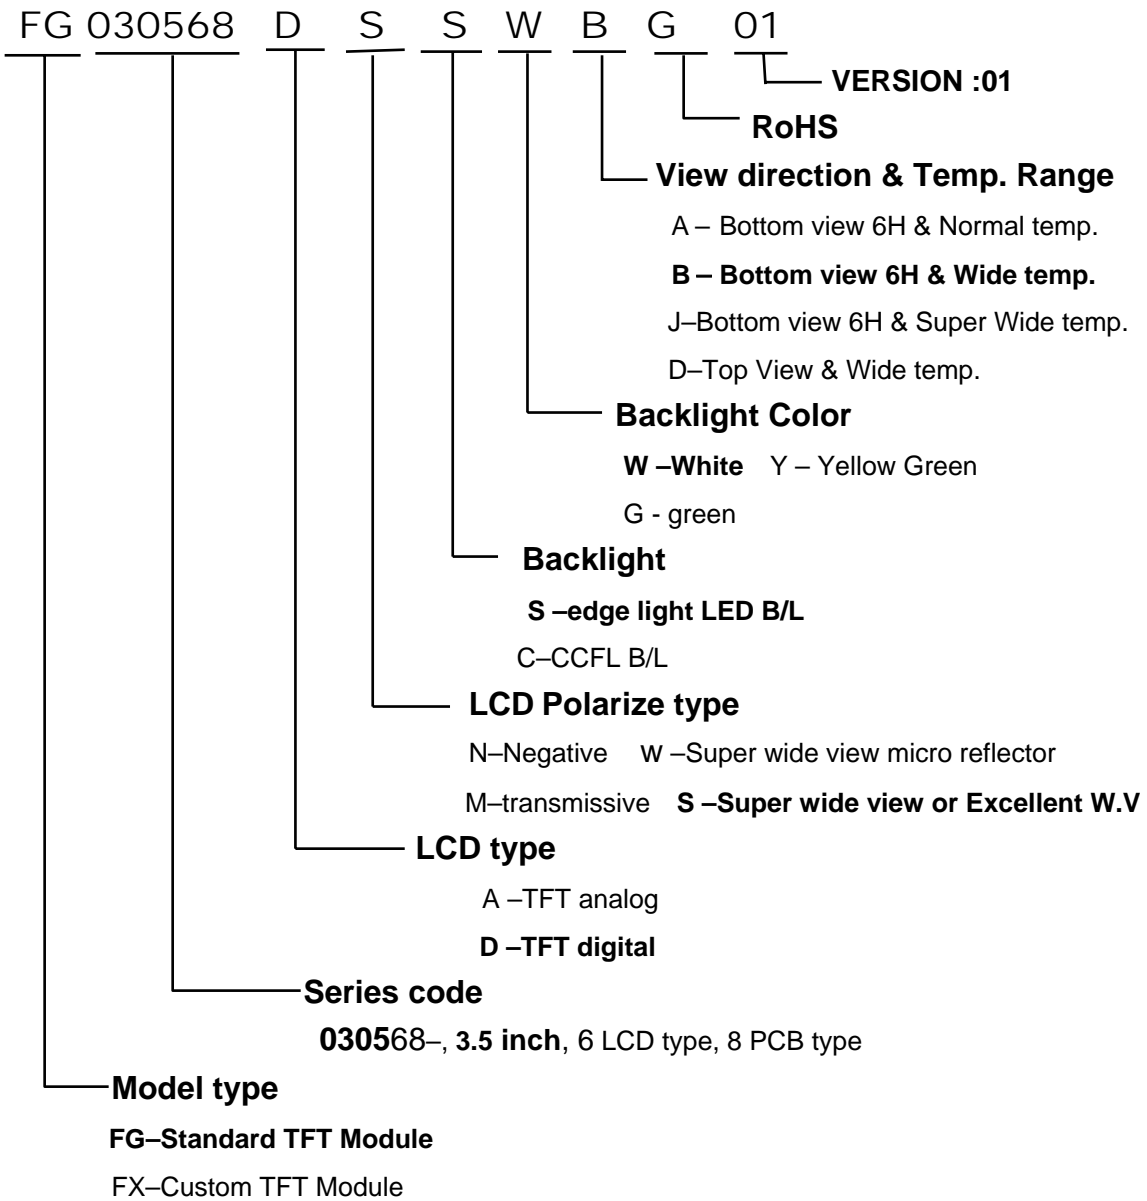 FG 030568 D S S W B G 01
VERSION :01
RoHS
View direction & Temp. Range
A – Bottom view 6H & Normal temp.
B – Bottom view 6H & Wide temp.
J–Bottom view 6H & Super Wide temp.
D–Top View & Wide temp.
Backlight Color
W –White Y – Yellow Green
G - green
Backlight
S –edge light LED B/L
C–CCFL B/L
LCD Polarize type
N–Negative W –Super wide view micro reflector
M–transmissive S –Super wide view or Excellent W.V
LCD type
A –TFT analog
D –TFT digital
Series code
030568–, 3.5 inch, 6 LCD type, 8 PCB type
Model type
FG–Standard TFT Module
FX–Custom TFT Module